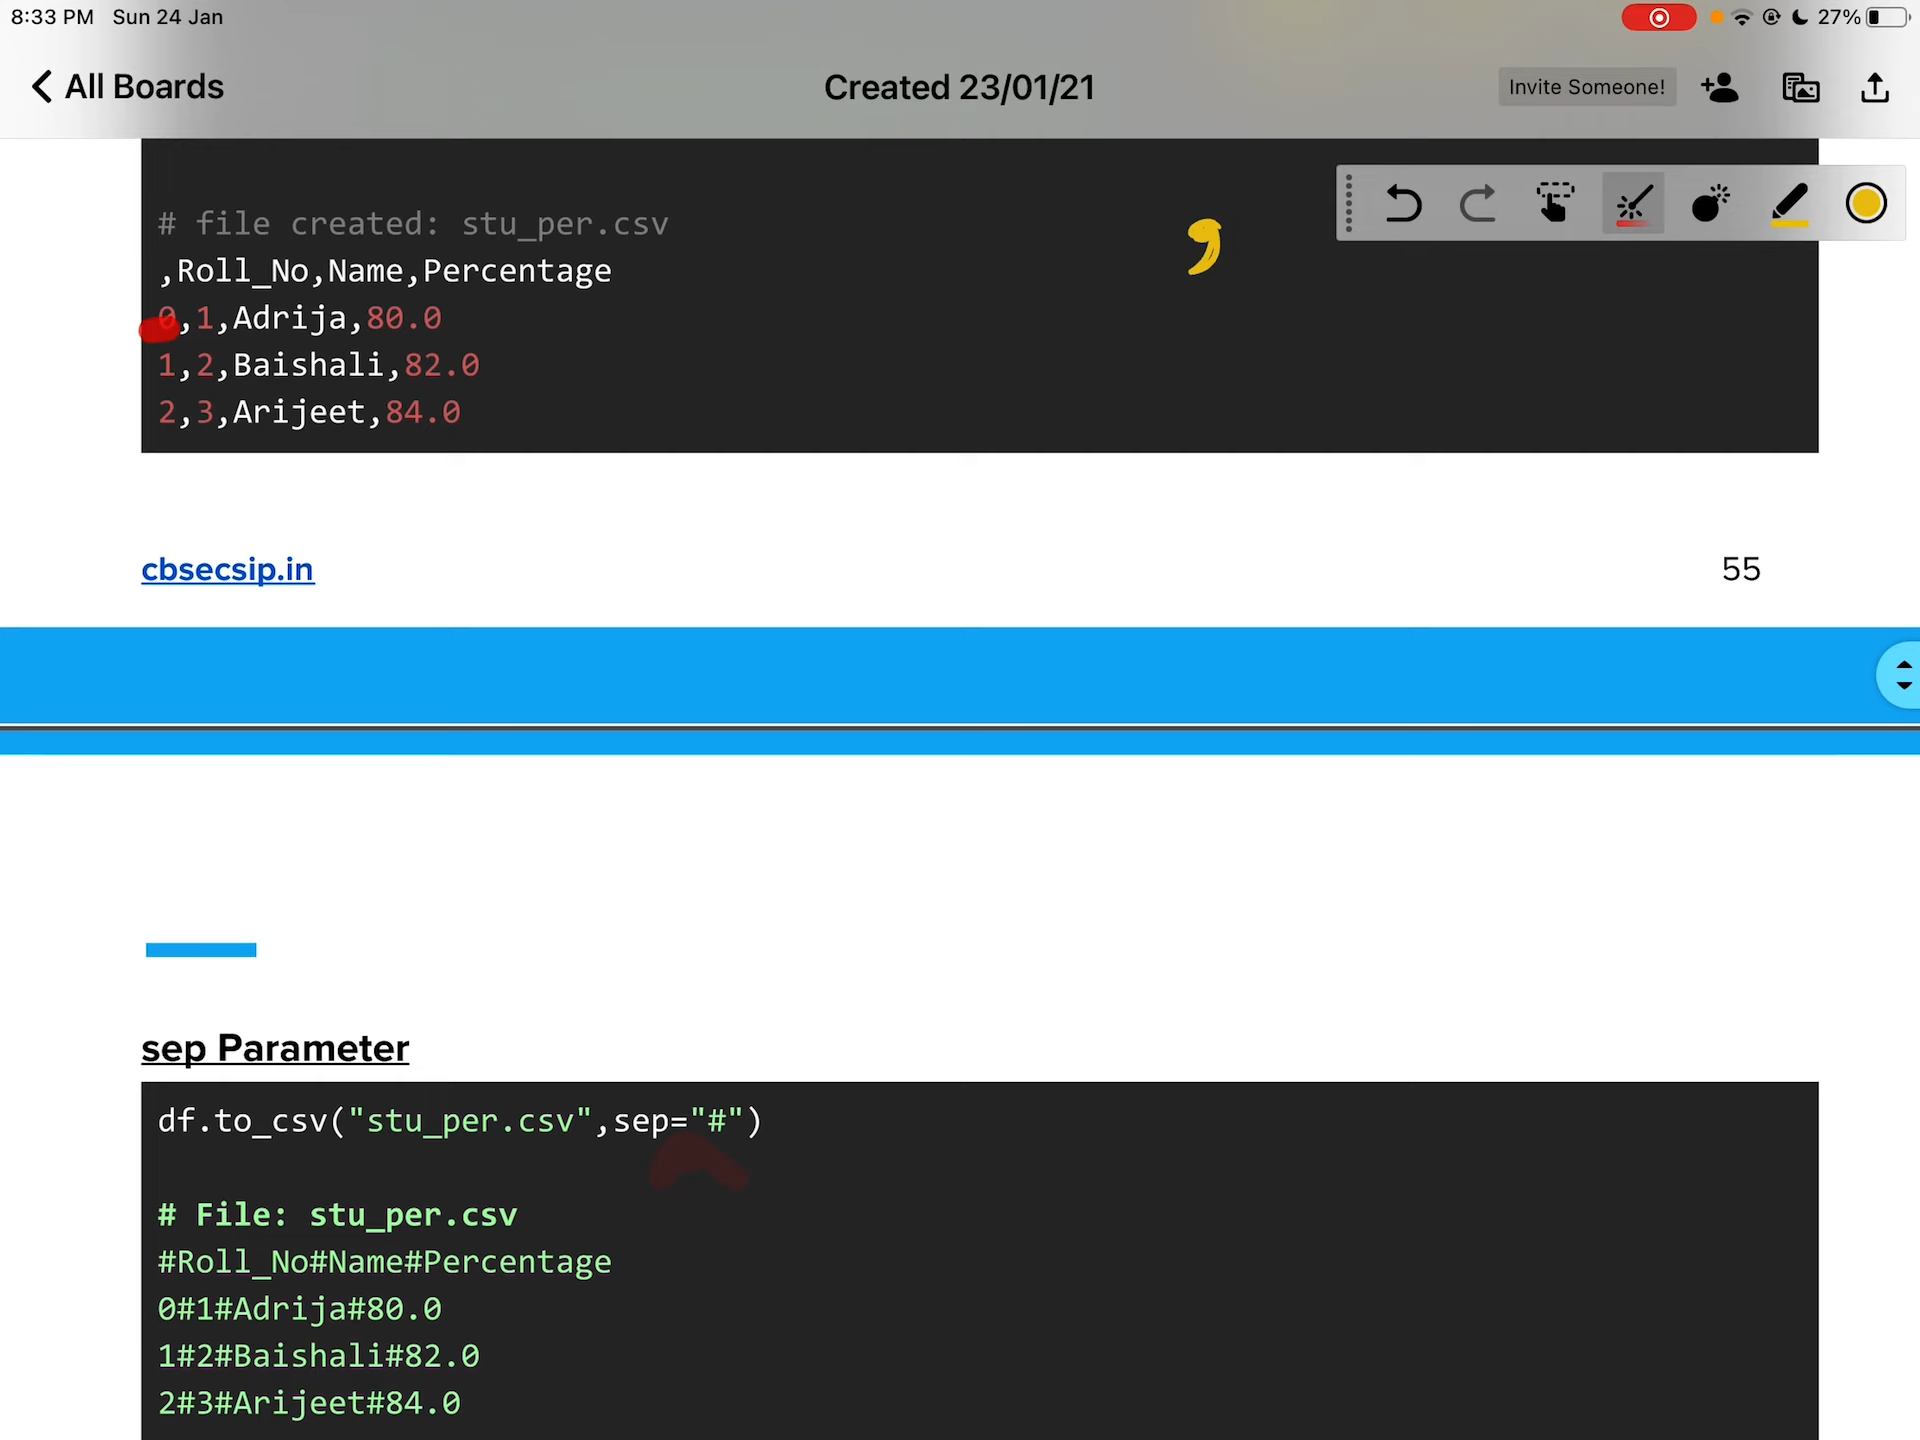 8:33 PM Sun 24 Jan
27%
All Boards
Created 23/01/21
Invite Someone!
# file created: stu_per.csv
,Roll_No,Name,Percentage
0,1,Adrija,80.0
1,2,Baishali,82.0
2,3,Arijeet,84.0
,
cbsecsip.in
55
sep Parameter
df.to_csv("stu_per.csv",sep="#")
# File: stu_per.csv
#Roll_No#Name#Percentage
0#1#Adrija#80.0
1#2#Baishali#82.0
2#3#Arijeet#84.0